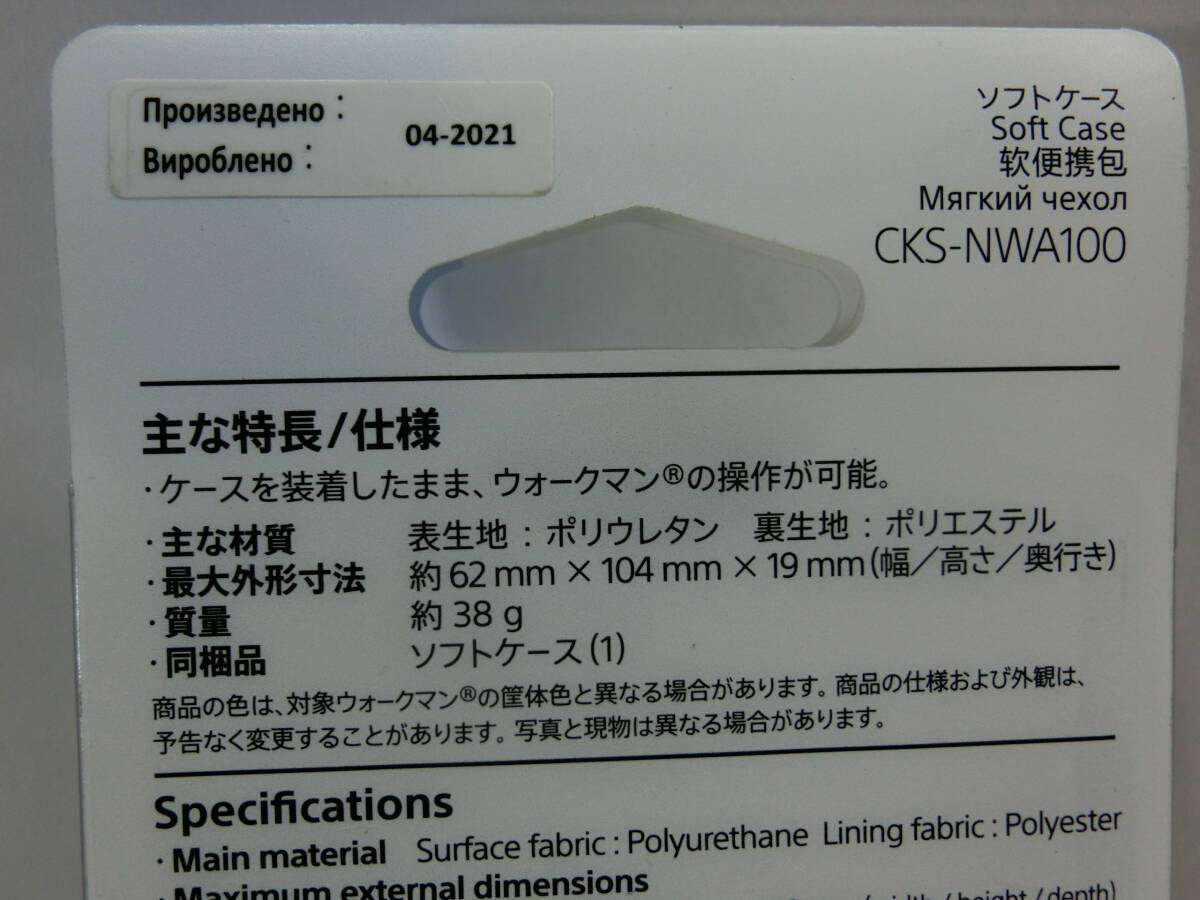 Произведено :
04-2021
Вироблено :
ソフトケース
Soft Case
软便携包
Мягкий чехол
CKS-NWA100
主な特長/仕様
・ケースを装着したまま、ウォークマン®の操作が可能。
・主な材質 表生地 : ポリウレタン 裏生地 : ポリエステル
・最大外形寸法 約 62 mm × 104 mm × 19 mm (幅／高さ／奥行き)
・質量 約 38 g
・同梱品 ソフトケース (1)
商品の色は、対象ウォークマン®の筐体色と異なる場合があります。商品の仕様および外観は、
予告なく変更することがあります。写真と現物は異なる場合があります。
Specifications
・Main material Surface fabric : Polyurethane Lining fabric : Polyester
・Maximum external dimensions
(width / height / depth)